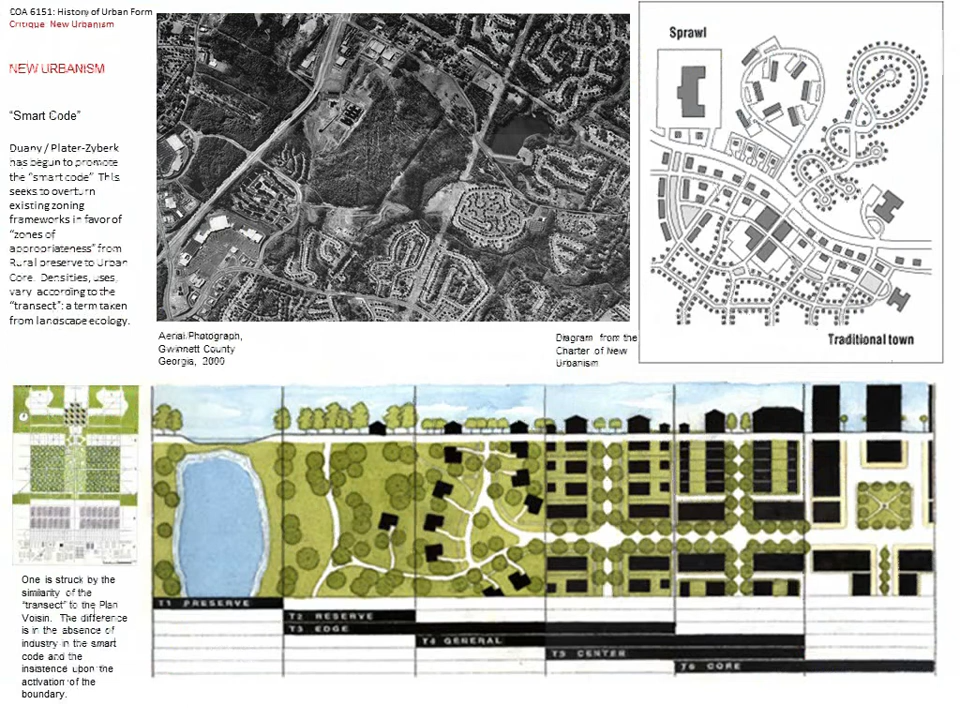 COA 6151: History of Urban Form
Critique New Urbanism
NEW URBANISM
“Smart Code”
Duany / Plater-Zyberk
has begun to promote
the “smart code”. This
seeks to overturn
existing zoning
frameworks in favor of
“zones of
appropriateness” from
Rural preserve to Urban
Core. Densities, uses,
vary according to the
“transect”: a term taken
from landscape ecology.
Aerial Photograph,
Gwinnett County
Georgia, 2000
Diagram from the
Charter of New
Urbanism
Sprawl
Traditional town
One is struck by the
similarity of the
“transect” to the Plan
Voisin. The difference
is in the absence of
industry in the smart
code and the
insistence upon the
activation of the
boundary.
T1 PRESERVE
T2 RESERVE
T3 EDGE
T4 GENERAL
T5 CENTER
T6 CORE